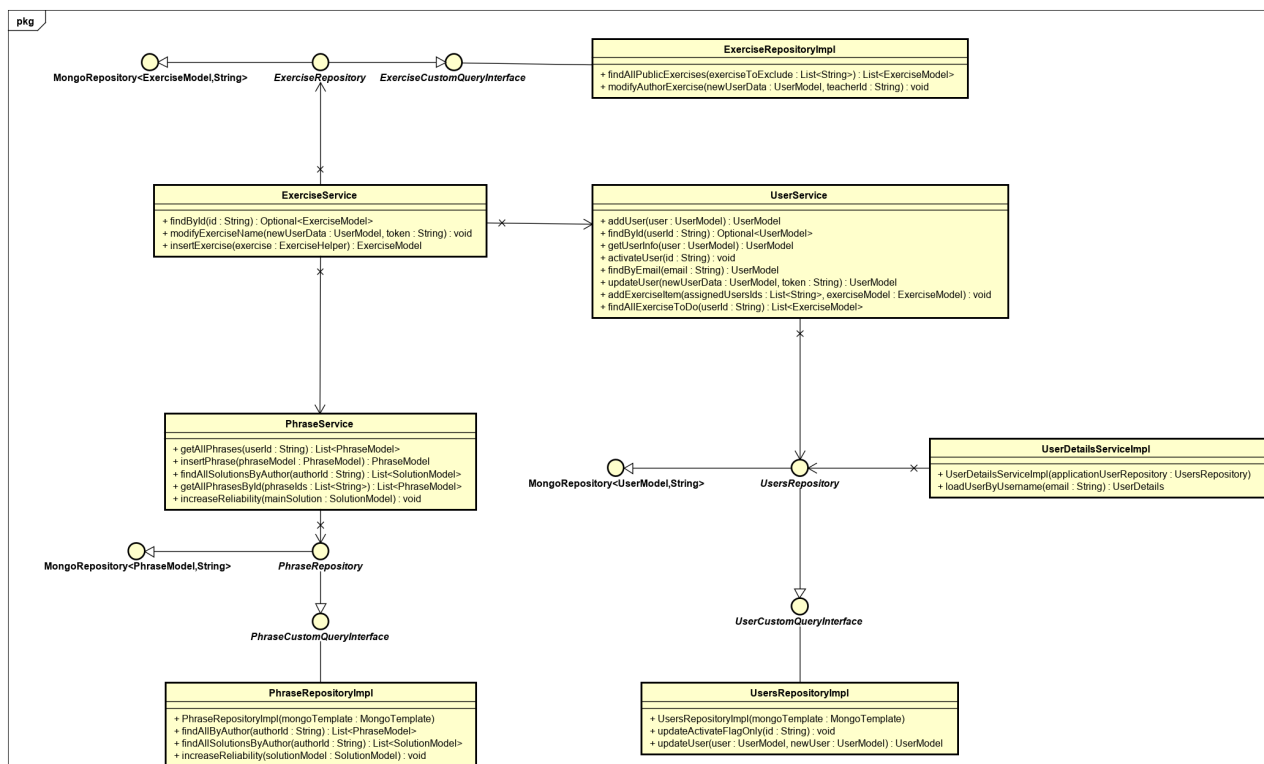 pkg
ExerciseRepositoryImpl
+ findAllPublicExercises(exerciseToExclude : List<String>) : List<ExerciseModel>
+ modifyAuthorExercise(newUserData : UserModel, teacherId : String) : void
MongoRepository<ExerciseModel,String>
ExerciseRepository
ExerciseCustomQueryInterface
ExerciseService
+ findById(id : String) : Optional<ExerciseModel>
+ modifyExerciseName(newUserData : UserModel, token : String) : void
+ insertExercise(exercise : ExerciseHelper) : ExerciseModel
UserService
+ addUser(user : UserModel) : UserModel
+ findById(userId : String) : Optional<UserModel>
+ getUserInfo(user : UserModel) : UserModel
+ activateUser(id : String) : void
+ findByEmail(email : String) : UserModel
+ updateUser(newUserData : UserModel, token : String) : UserModel
+ addExerciseItem(assignedUsersIds : List<String>, exerciseModel : ExerciseModel) : void
+ findAllExerciseToDo(userId : String) : List<ExerciseModel>
PhraseService
+ getAllPhrases(userId : String) : List<PhraseModel>
+ insertPhrase(phraseModel : PhraseModel) : PhraseModel
+ findAllSolutionsByAuthor(authorId : String) : List<SolutionModel>
+ getAllPhrasesById(phraseIds : List<String>) : List<PhraseModel>
+ increaseReliability(mainSolution : SolutionModel) : void
UserDetailsServiceImpl
+ UserDetailsServiceImpl(applicationUserRepository : UsersRepository)
+ loadUserByUsername(email : String) : UserDetails
MongoRepository<UserModel,String>
UsersRepository
MongoRepository<PhraseModel,String>
PhraseRepository
PhraseCustomQueryInterface
UserCustomQueryInterface
PhraseRepositoryImpl
+ PhraseRepositoryImpl(mongoTemplate : MongoTemplate)
+ findAllByAuthor(authorId : String) : List<PhraseModel>
+ findAllSolutionsByAuthor(authorId : String) : List<SolutionModel>
+ increaseReliability(solutionModel : SolutionModel) : void
UsersRepositoryImpl
+ UsersRepositoryImpl(mongoTemplate : MongoTemplate)
+ updateActivateFlagOnly(id : String) : void
+ updateUser(user : UserModel, newUser : UserModel) : UserModel